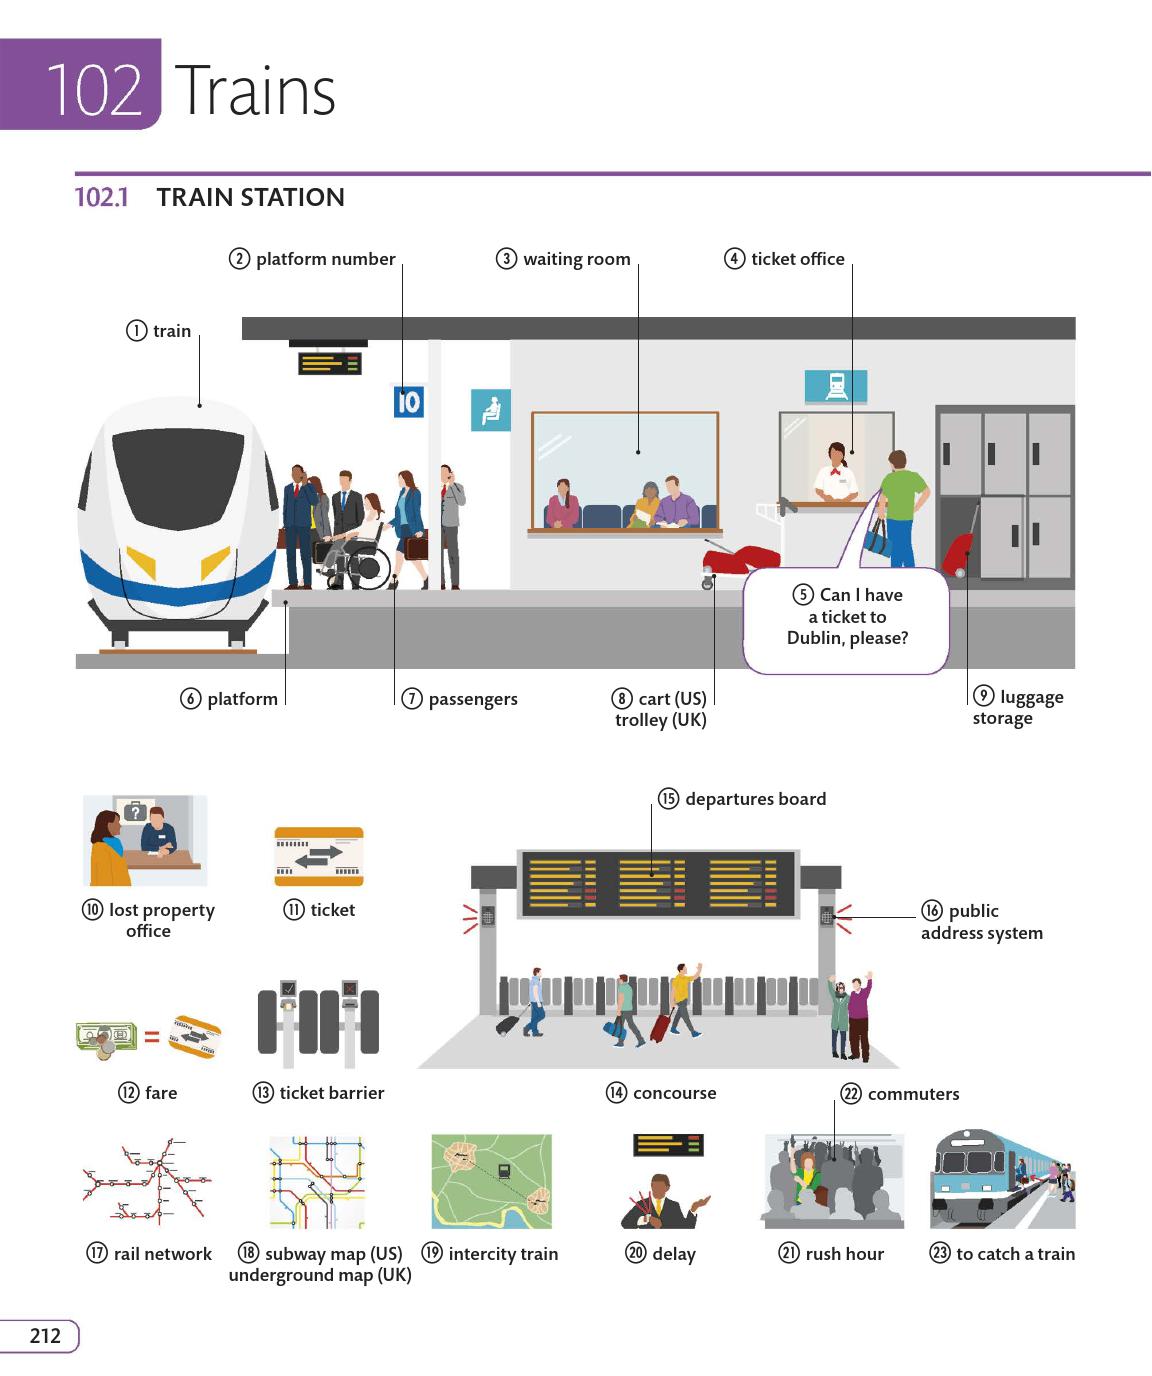 102 Trains
102.1 TRAIN STATION
② platform number
③ waiting room
④ ticket office
① train
10
⑤ Can I have
a ticket to
Dublin, please?
⑥ platform
⑦ passengers
⑧ cart (US)
trolley (UK)
⑨ luggage
storage
⑮ departures board
?
⑩ lost property
office
⑪ ticket
⑯ public
address system
⑫ fare
⑬ ticket barrier
⑭ concourse
㉒ commuters
⑰ rail network
⑱ subway map (US)
underground map (UK)
⑲ intercity train
⑳ delay
㉑ rush hour
㉓ to catch a train
212